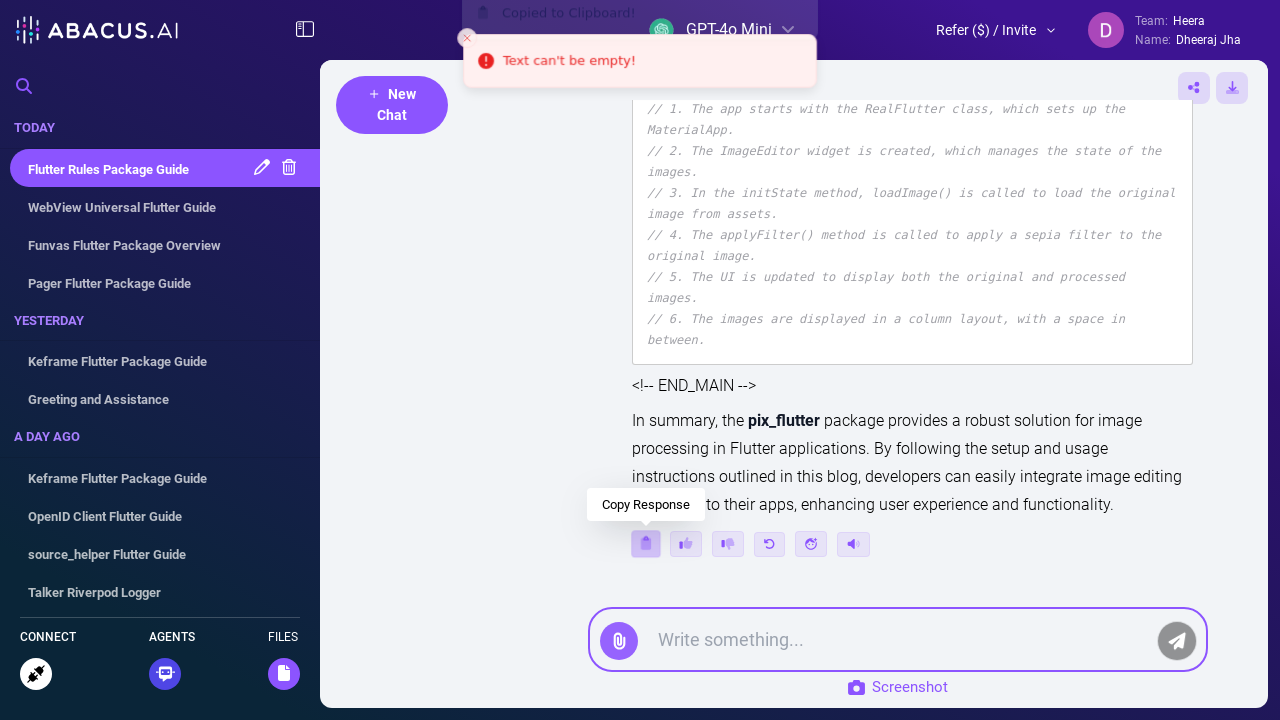 ABACUS.AI
TODAY
Flutter Rules Package Guide
WebView Universal Flutter Guide
Funvas Flutter Package Overview
Pager Flutter Package Guide
YESTERDAY
Keframe Flutter Package Guide
Greeting and Assistance
A DAY AGO
Keframe Flutter Package Guide
OpenID Client Flutter Guide
source_helper Flutter Guide
Talker Riverpod Logger
CONNECT
AGENTS
FILES
Copied to Clipboard!
GPT-4o Mini
Text can't be empty!
Refer ($) / Invite
D
Team: Heera
Name: Dheeraj Jha
+ New
Chat
// 1. The app starts with the RealFlutter class, which sets up the
MaterialApp.
// 2. The ImageEditor widget is created, which manages the state of the
images.
// 3. In the initState method, loadImage() is called to load the original
image from assets.
// 4. The applyFilter() method is called to apply a sepia filter to the
original image.
// 5. The UI is updated to display both the original and processed
images.
// 6. The images are displayed in a column layout, with a space in
between.
<!-- END_MAIN -->
In summary, the pix_flutter package provides a robust solution for image
processing in Flutter applications. By following the setup and usage
instructions outlined in this blog, developers can easily integrate image editing
to their apps, enhancing user experience and functionality.
Copy Response
Write something...
Screenshot